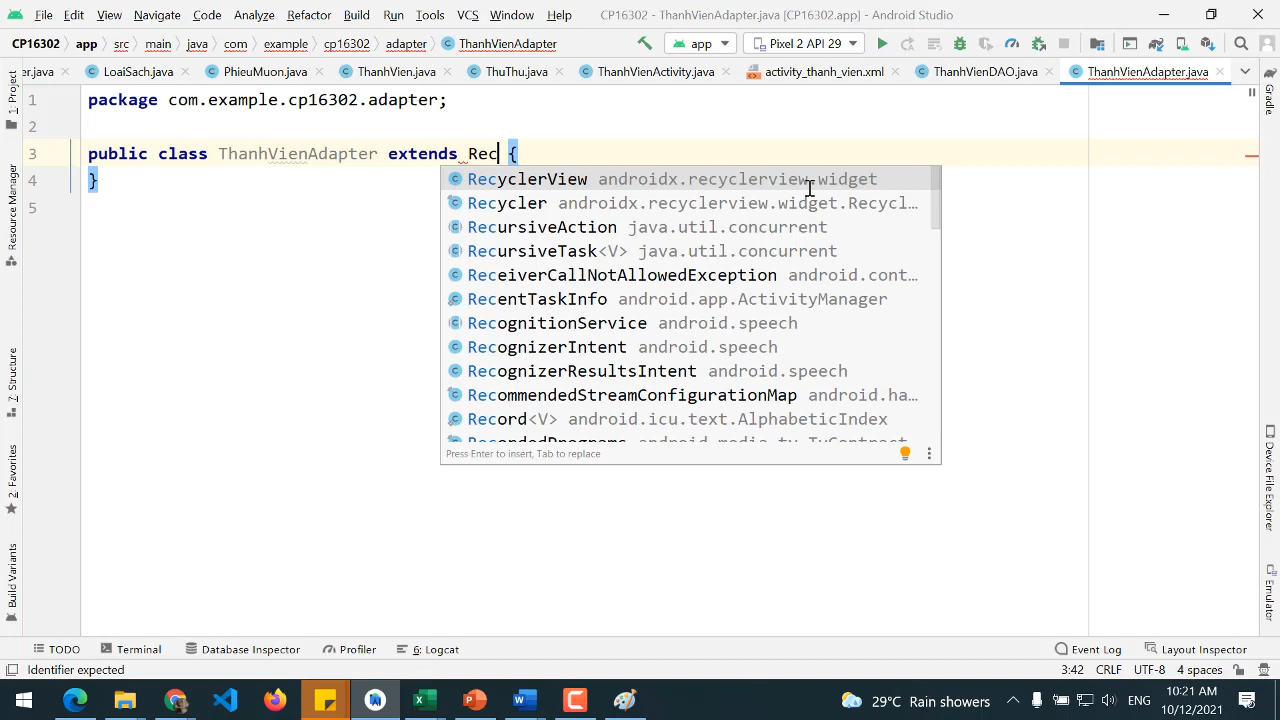 File Edit View Navigate Code Analyze Refactor Build Run Tools VCS Window Help CP16302 - ThanhVienAdapter.java [CP16302.app] - Android Studio
CP16302 app src main java com example cp16302 adapter ThanhVienAdapter app Pixel 2 API 29
er.java LoaiSach.java PhieuMuon.java ThanhVien.java ThuThu.java ThanhVienActivity.java activity_thanh_vien.xml ThanhVienDAO.java ThanhVienAdapter.java
1 package com.example.cp16302.adapter;
2
3 public class ThanhVienAdapter extends Rec {
4 }
5
RecyclerView androidx.recyclerview.widget
Recycler androidx.recyclerview.widget.Recycl…
RecursiveAction java.util.concurrent
RecursiveTask<V> java.util.concurrent
ReceiverCallNotAllowedException android.cont…
RecentTaskInfo android.app.ActivityManager
RecognitionService android.speech
RecognizerIntent android.speech
RecognizerResultsIntent android.speech
RecommendedStreamConfigurationMap android.ha…
Record<V> android.icu.text.AlphabeticIndex
RecordedPrograms android.media.tv.TvContract
Press Enter to insert, Tab to replace
1: Project
Resource Manager
7: Structure
2: Favorites
Build Variants
Gradle
Device File Explorer
Emulator
TODO Terminal Database Inspector Profiler 6: Logcat Event Log Layout Inspector
Identifier expected 3:42 CRLF UTF-8 4 spaces
29°C Rain showers ENG 10:21 AM
10/12/2021